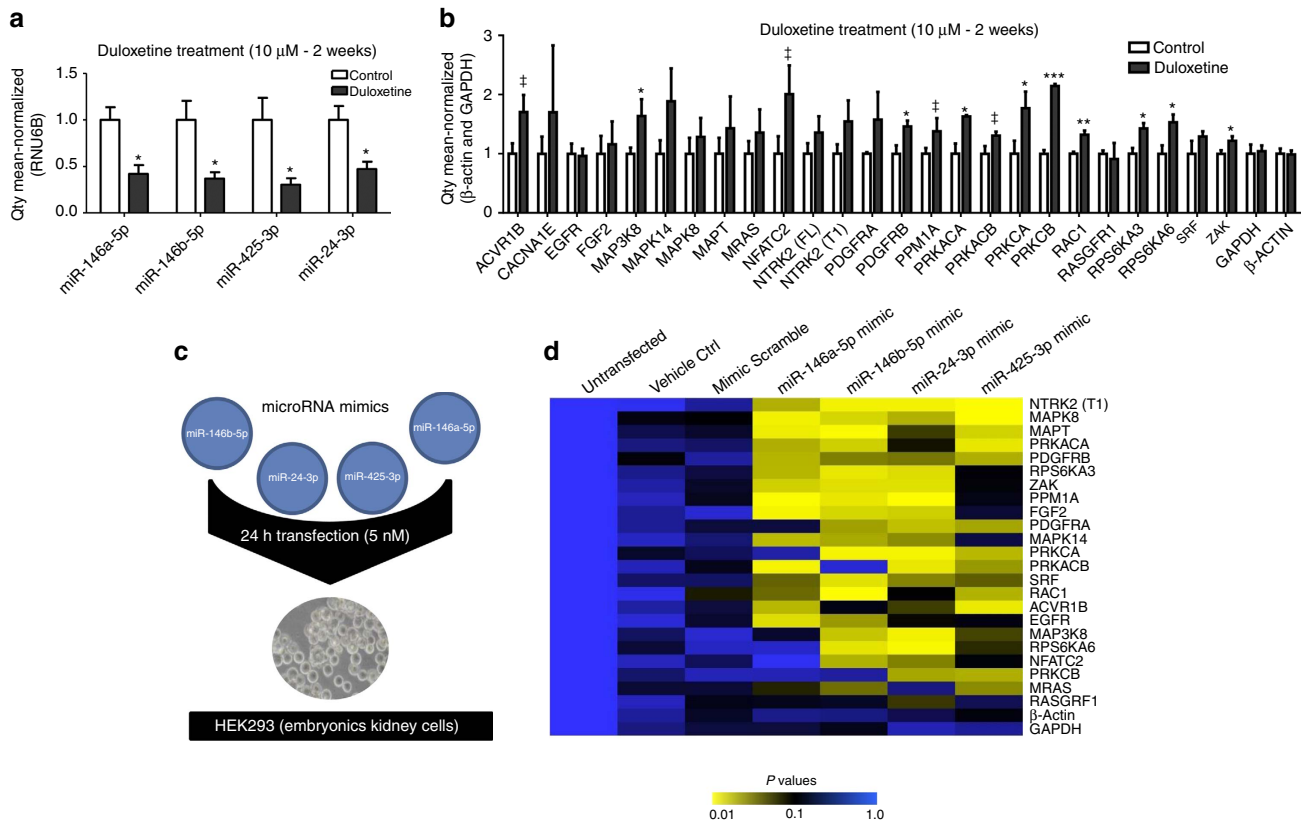 a
Duloxetine treatment (10 μM - 2 weeks)
Qty mean-normalized
(RNU6B)
1.5
1.0
0.5
0.0
Control
Duloxetine
* * * *
miR-146a-5p
miR-146b-5p
miR-425-3p
miR-24-3p
b
Duloxetine treatment (10 μM - 2 weeks)
Qty mean-normalized
(β-actin and GAPDH)
3
2
1
0
Control
Duloxetine
‡ * ‡ * ‡ * ‡ * *** ** * * *
ACVR1B
CACNA1E
EGFR
FGF2
MAP3K8
MAPK14
MAPK8
MAPT
MRAS
NFATC2
NTRK2 (FL)
NTRK2 (T1)
PDGFRA
PDGFRB
PPM1A
PRKACA
PRKACB
PRKCA
PRKCB
RAC1
RASGFR1
RPS6KA3
RPS6KA6
SRF
ZAK
GAPDH
β-ACTIN
c
microRNA mimics
miR-146b-5p
miR-146a-5p
miR-24-3p
miR-425-3p
24 h transfection (5 nM)
HEK293 (embryonics kidney cells)
d
Untransfected
Vehicle Ctrl
Mimic Scramble
miR-146a-5p mimic
miR-146b-5p mimic
miR-24-3p mimic
miR-425-3p mimic
NTRK2 (T1)
MAPK8
MAPT
PRKACA
PDGFRB
RPS6KA3
ZAK
PPM1A
FGF2
PDGFRA
MAPK14
PRKCA
PRKACB
SRF
RAC1
ACVR1B
EGFR
MAP3K8
RPS6KA6
NFATC2
PRKCB
MRAS
RASGRF1
β-Actin
GAPDH
P values
0.01 0.1 1.0